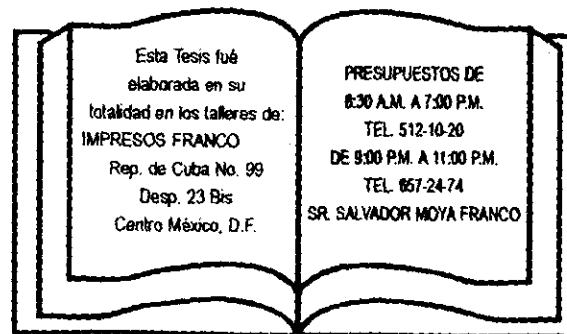 Esta Tesis fué
elaborada en su
totalidad en los talleres de:
IMPRESOS FRANCO
Rep. de Cuba No. 99
Desp. 23 Bis
Centro México, D.F.
PRESUPUESTOS DE
8:30 A.M. A 7:00 P.M.
TEL. 512-10-20
DE 9:00 P.M. A 11:00 P.M.
TEL. 657-24-74
SR. SALVADOR MOYA FRANCO